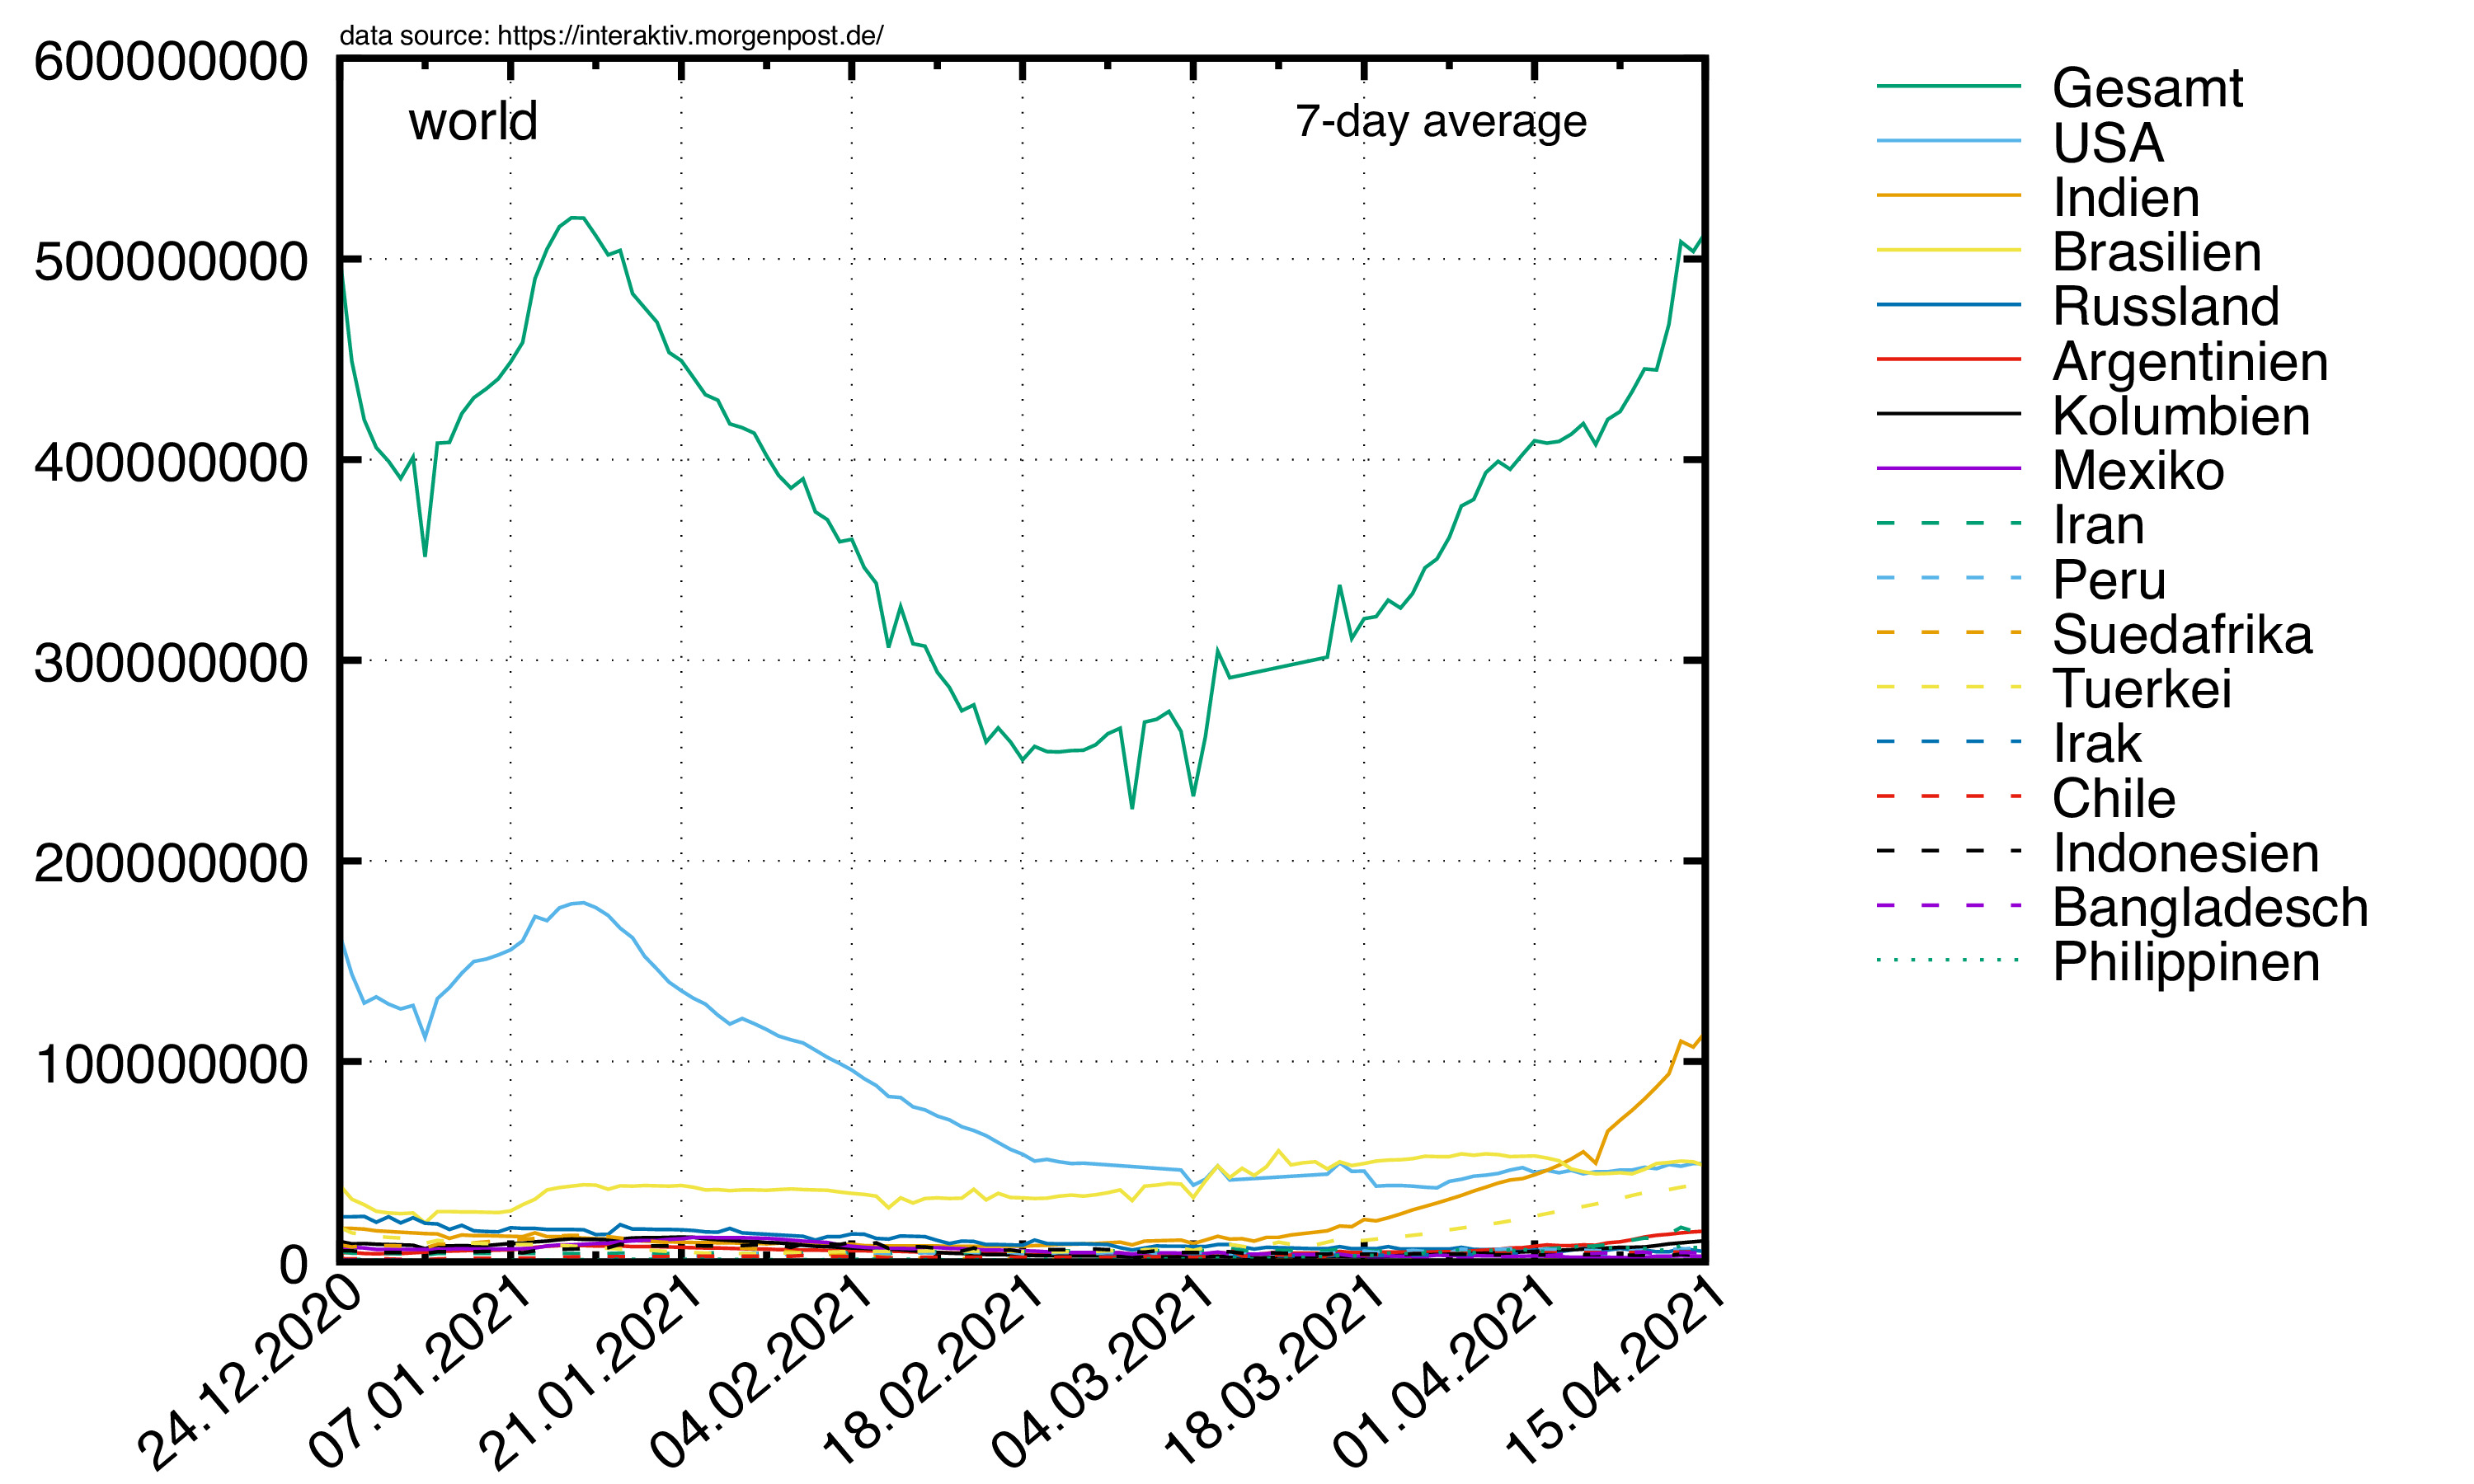 data source: https://interaktiv.morgenpost.de/
600000000
500000000
400000000
300000000
200000000
100000000
0
world
7-day average
24.12.2020
07.01.2021
21.01.2021
04.02.2021
18.02.2021
04.03.2021
18.03.2021
01.04.2021
15.04.2021
Gesamt
USA
Indien
Brasilien
Russland
Argentinien
Kolumbien
Mexiko
Iran
Peru
Suedafrika
Tuerkei
Irak
Chile
Indonesien
Bangladesch
Philippinen